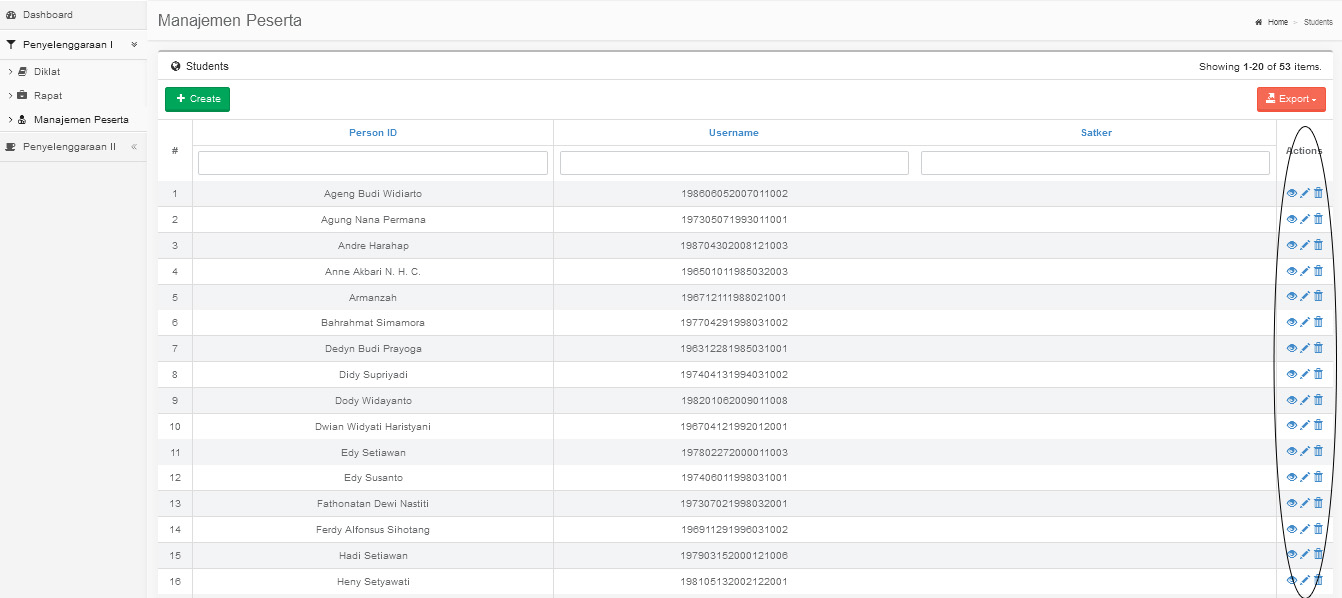 Dashboard
Penyelenggaraan I
Diklat
Rapat
Manajemen Peserta
Penyelenggaraan II
Manajemen Peserta
Home > Students
Students
Showing 1-20 of 53 items.
+ Create
Export
# Person ID Username Satker Actions
1 Ageng Budi Widiarto 198606052007011002
2 Agung Nana Permana 197305071993011001
3 Andre Harahap 198704302008121003
4 Anne Akbari N. H. C. 196501011985032003
5 Armanzah 196712111988021001
6 Bahrahmat Simamora 197704291998031002
7 Dedyn Budi Prayoga 196312281985031001
8 Didy Supriyadi 197404131994031002
9 Dody Widayanto 198201062009011008
10 Dwian Widyati Haristyani 196704121992012001
11 Edy Setiawan 197802272000011003
12 Edy Susanto 197406011998031001
13 Fathonatan Dewi Nastiti 197307021998032001
14 Ferdy Alfonsus Sihotang 196911291996031002
15 Hadi Setiawan 197903152000121006
16 Heny Setyawati 198105132002122001